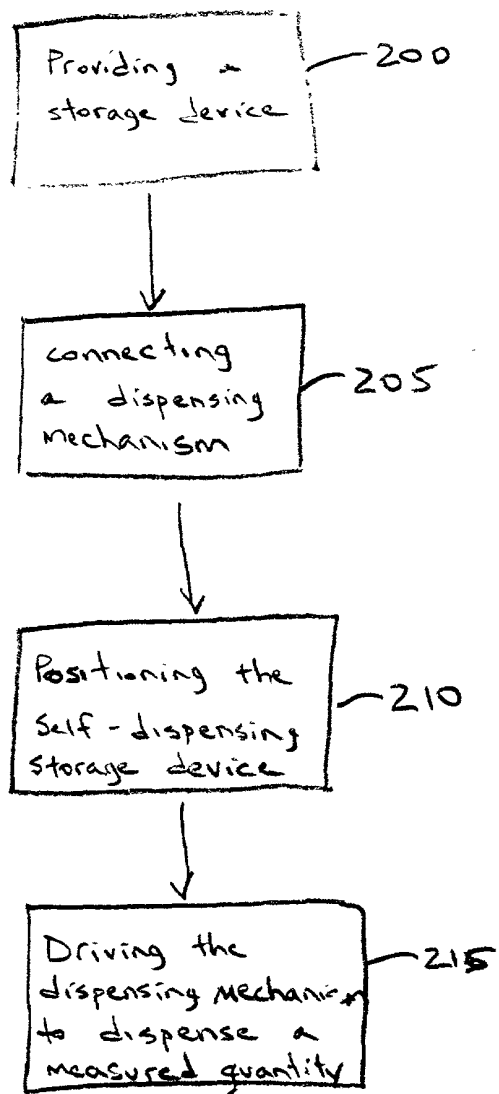 Providing a
storage device
200
connecting
a dispensing
mechanism
205
Positioning the
Self-dispensing
storage device
210
Driving the
dispensing Mechanism
to dispense a
measured quantity
215